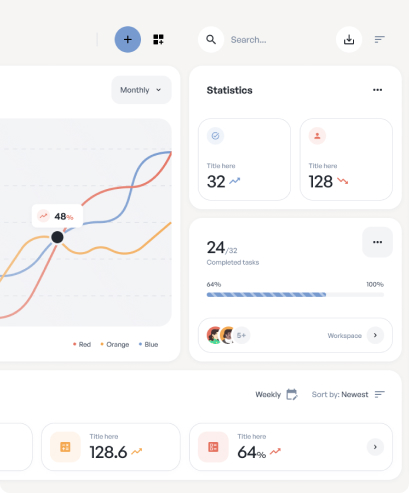 Search...
Monthly
48%
Red
Orange
Blue
Statistics
Title here
32
Title here
128
24/32
Completed tasks
64%
100%
5+
Workspace
Weekly
Sort by: Newest
Title here
128.6
Title here
64%